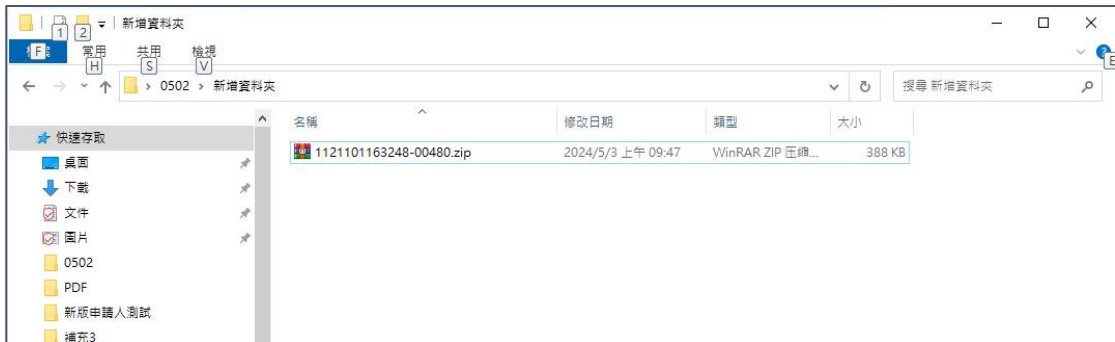 新增資料夾
1 2
F
常用 共用 檢視
H S V E
0502 新增資料夾
搜尋 新增資料夾
名稱 修改日期 類型 大小
快速存取
1121101163248-00480.zip 2024/5/3 上午 09:47 WinRAR ZIP 压缩... 388 KB
桌面
下載
文件
圖片
0502
PDF
新版申請人測試
補充3